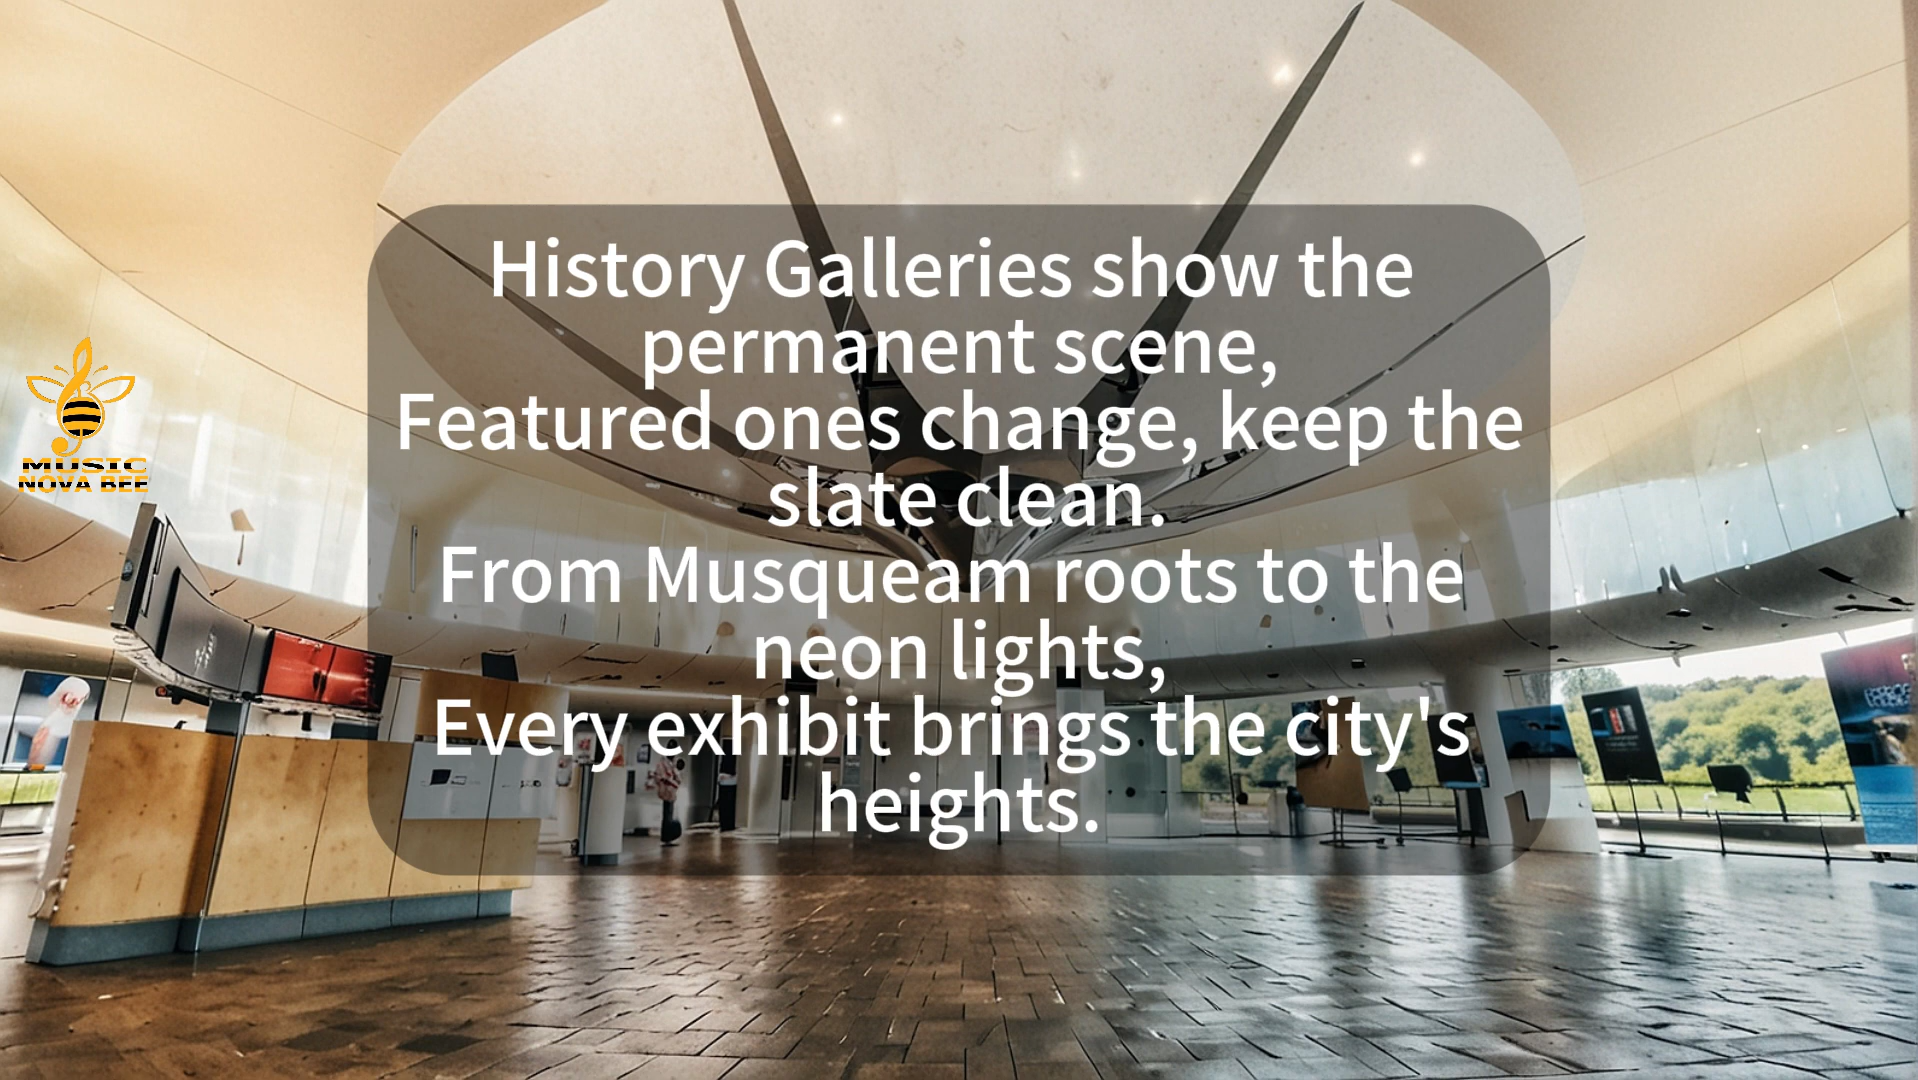 History Galleries show the
permanent scene,
Featured ones change, keep the
slate clean.
From Musqueam roots to the
neon lights,
Every exhibit brings the city's
heights.
MUSIC
NOVA BEE